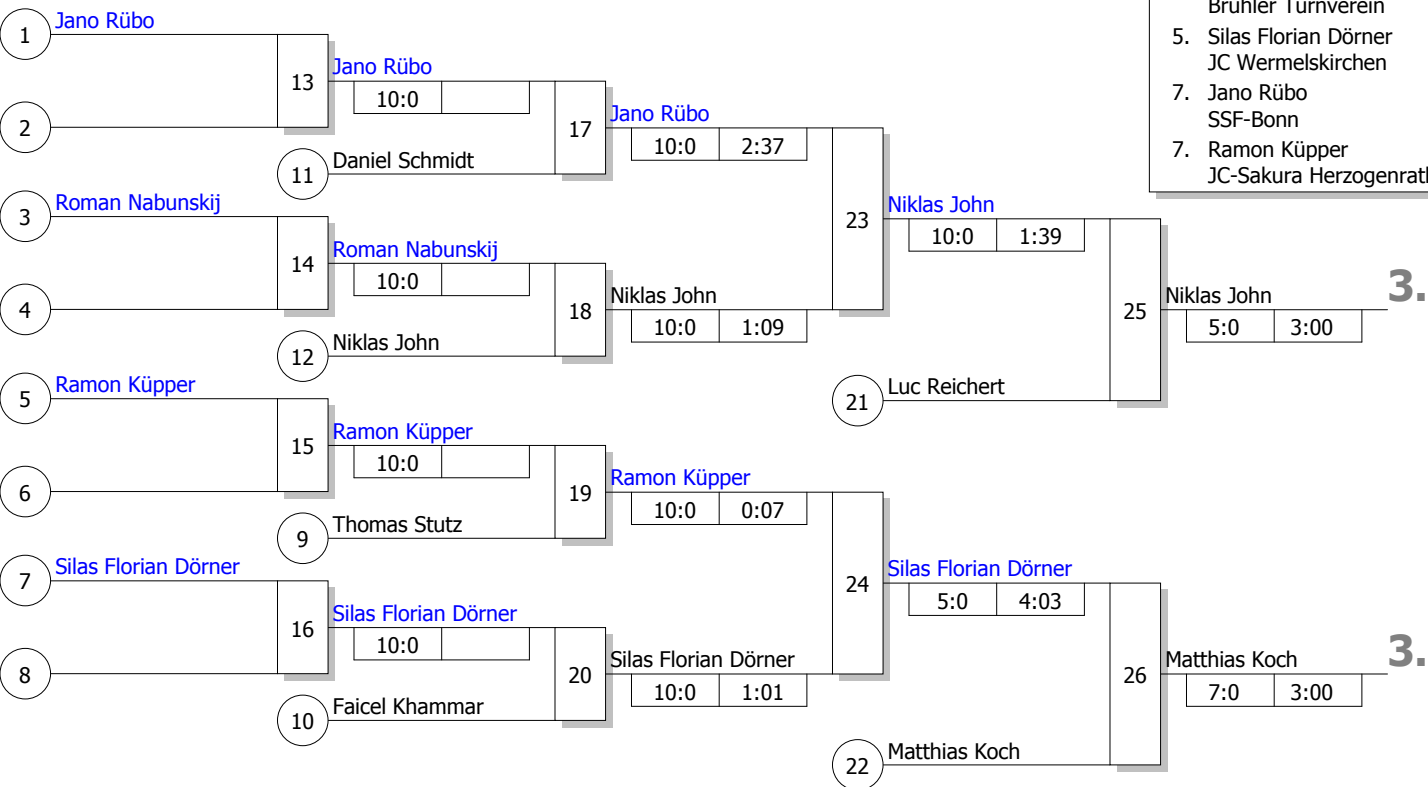 Brühler Turnverein
5. Silas Florian Dörner
JC Wermelskirchen
7. Jano Rübo
SSF-Bonn
7. Ramon Küpper
JC-Sakura Herzogenrath
1 Jano Rübo
13 Jano Rübo
10:0
2
17 Jano Rübo
10:0 2:37
11 Daniel Schmidt
3 Roman Nabunskij
23 Niklas John
10:0 1:39
14 Roman Nabunskij
10:0
4
18 Niklas John
10:0 1:09
25 Niklas John 3.
5:0 3:00
12 Niklas John
5 Ramon Küpper
21 Luc Reichert
15 Ramon Küpper
10:0
6
19 Ramon Küpper
10:0 0:07
9 Thomas Stutz
7 Silas Florian Dörner
24 Silas Florian Dörner
5:0 4:03
16 Silas Florian Dörner
10:0
8
20 Silas Florian Dörner
10:0 1:01
26 Matthias Koch 3.
7:0 3:00
10 Faicel Khammar
22 Matthias Koch